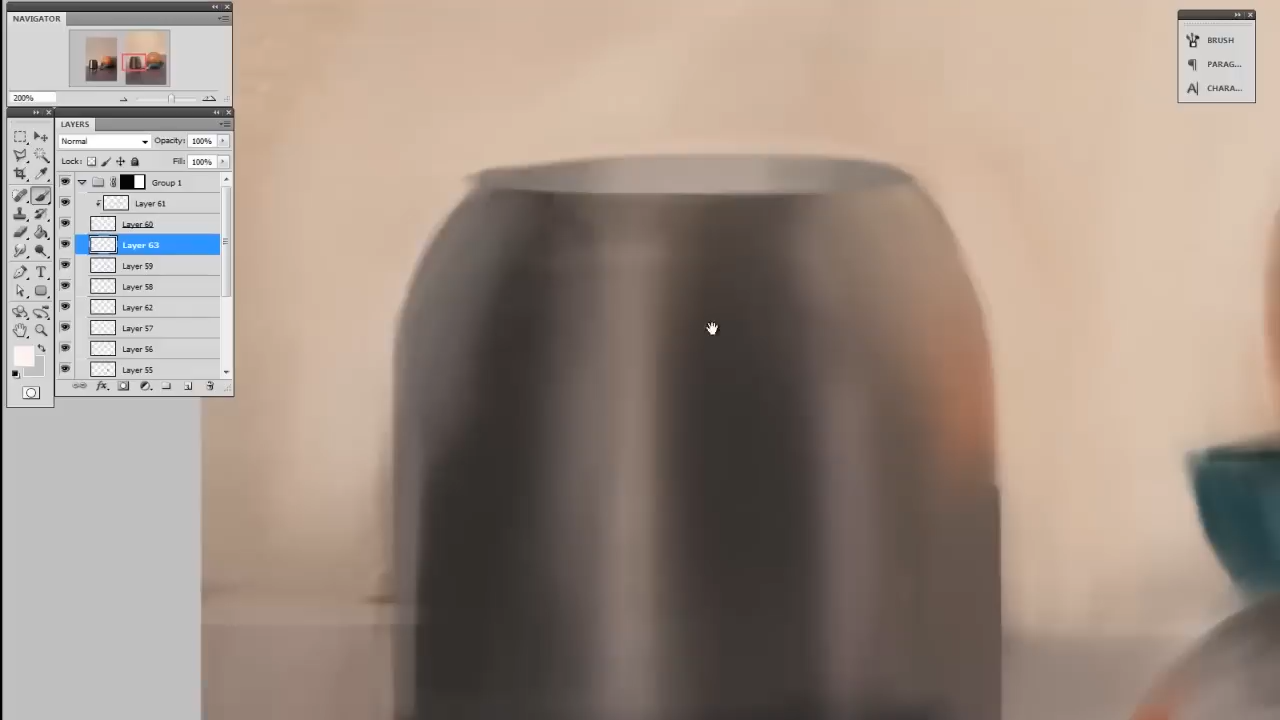 NAVIGATOR
200%
LAYERS
Normal Opacity: 100%
Lock: Fill: 100%
Group 1
Layer 61
Layer 60
Layer 63
Layer 59
Layer 58
Layer 62
Layer 57
Layer 56
Layer 55
BRUSH
PARAG...
CHARA...